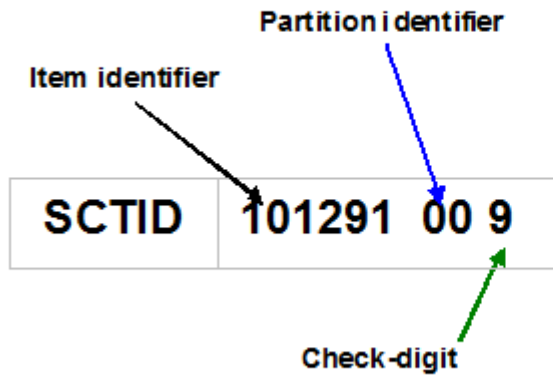 Partition identifier
Item identifier
SCTID 101291 00 9
Check-digit